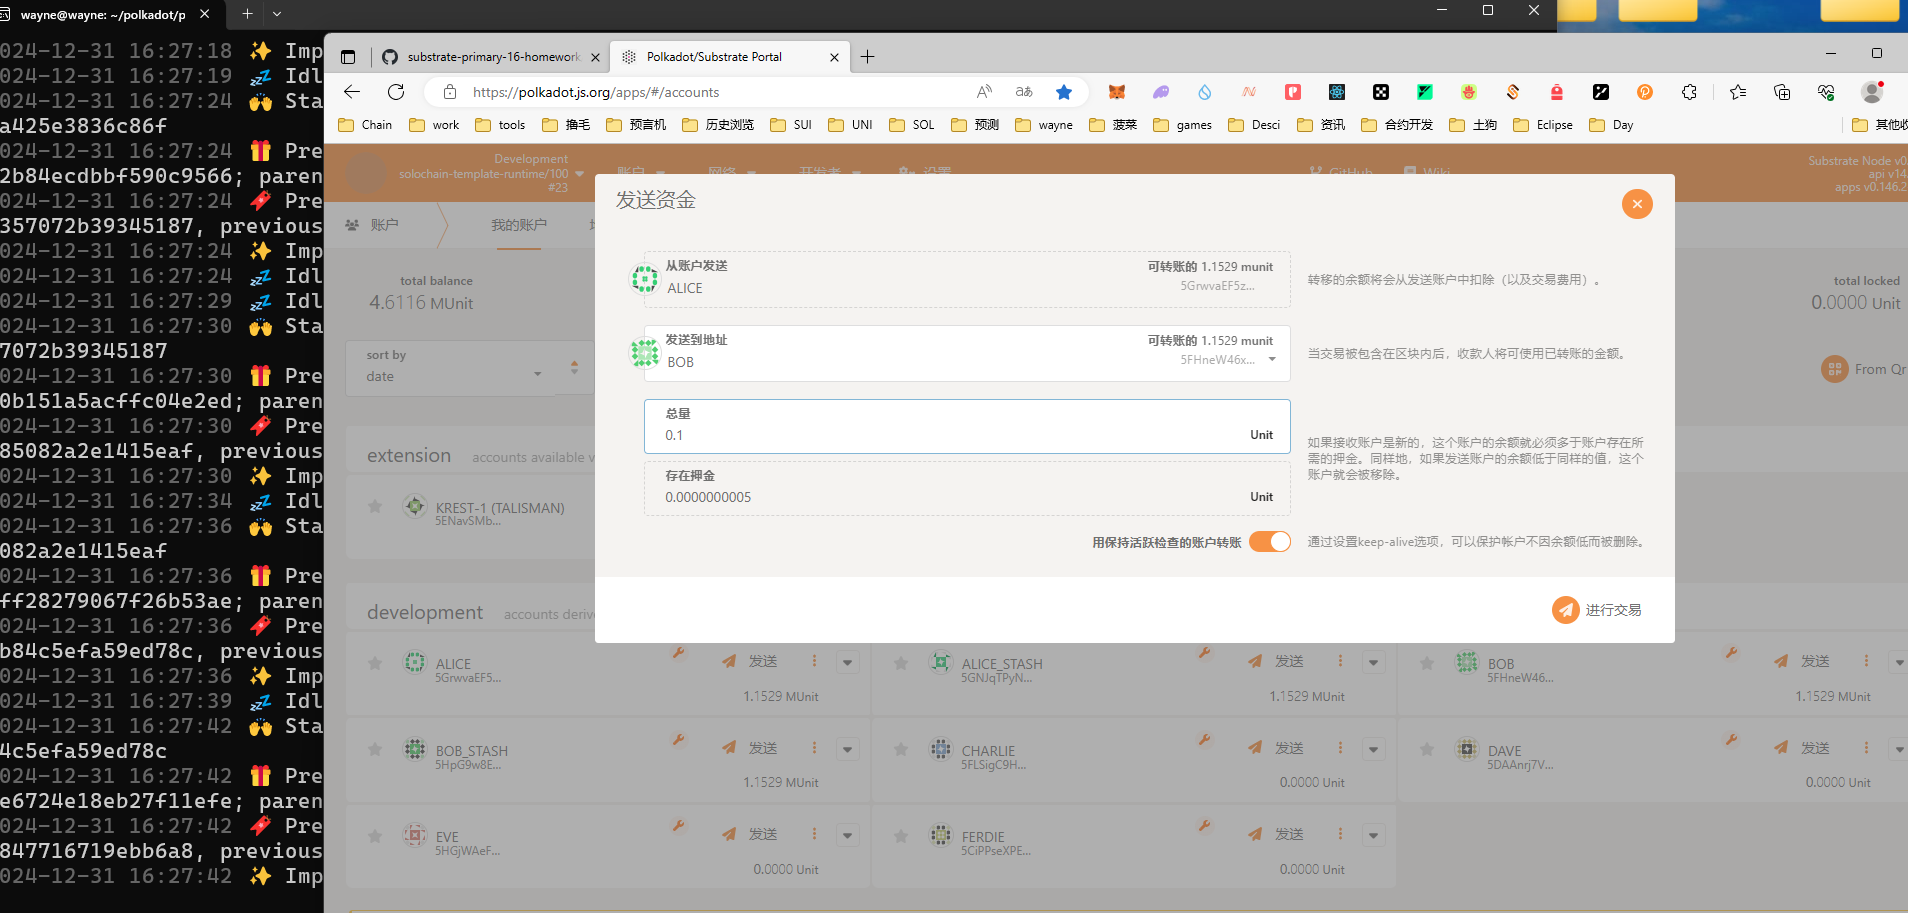 wayne@wayne: ~/polkadot/p
024-12-31 16:27:18 ✨ Imp
024-12-31 16:27:19 💤 Idl
024-12-31 16:27:24 🙌 Sta
a425e3836c86f
024-12-31 16:27:24 🎁 Pre
2b84ecdbbf590c9566; paren
024-12-31 16:27:24 🔖 Pre
357072b39345187, previous
024-12-31 16:27:24 ✨ Imp
024-12-31 16:27:24 💤 Idl
024-12-31 16:27:29 💤 Idl
024-12-31 16:27:30 🙌 Sta
7072b39345187
024-12-31 16:27:30 🎁 Pre
0b151a5acffc04e2ed; paren
024-12-31 16:27:30 🔖 Pre
85082a2e1415eaf, previous
024-12-31 16:27:30 ✨ Imp
024-12-31 16:27:34 💤 Idl
024-12-31 16:27:36 🙌 Sta
082a2e1415eaf
024-12-31 16:27:36 🎁 Pre
ff28279067f26b53ae; paren
024-12-31 16:27:36 🔖 Pre
b84c5efa59ed78c, previous
024-12-31 16:27:36 ✨ Imp
024-12-31 16:27:39 💤 Idl
024-12-31 16:27:42 🙌 Sta
4c5efa59ed78c
024-12-31 16:27:42 🎁 Pre
e6724e18eb27f11efe; paren
024-12-31 16:27:42 🔖 Pre
847716719ebb6a8, previous
024-12-31 16:27:42 ✨ Imp
substrate-primary-16-homework
Polkadot/Substrate Portal
https://polkadot.js.org/apps/#/accounts
Chain work tools 撸毛 预言机 历史浏览 SUI UNI SOL 预测 wayne 菠菜 games Desci 资讯 合约开发 土狗 Eclipse Day 其他收
Development
solochain-template-runtime/100
#23
账户 网络 开发者 设置 GitHub Wiki
Substrate Node v0
api v14
apps v0.146.2
账户 我的账户
total balance
4.6116 MUnit
total locked
0.0000 Unit
sort by
date
From Qr
extension accounts available v
KREST-1 (TALISMAN)
5ENavSMb...
development accounts derive
发送资金
从账户发送
ALICE
可转账的 1.1529 munit
5GrwvaEF5z...
转移的余额将会从发送账户中扣除（以及交易费用）。
发送到地址
BOB
可转账的 1.1529 munit
5FHneW46x...
当交易被包含在区块内后，收款人将可使用已转账的金额。
总量
0.1 Unit
存在押金
0.0000000005 Unit
如果接收账户是新的，这个账户的余额就必须多于账户存在所
需的押金。同样地，如果发送账户的余额低于同样的值，这个
账户就会被移除。
用保持活跃检查的账户转账
通过设置keep-alive选项，可以保护帐户不因余额低而被删除。
进行交易
ALICE
5GrwvaEF5...
发送
1.1529 MUnit
ALICE_STASH
5GNJqTPyN...
发送
1.1529 MUnit
BOB
5FHneW46...
发送
1.1529 MUnit
BOB_STASH
5HpG9w8E...
发送
1.1529 MUnit
CHARLIE
5FLSigC9H...
发送
0.0000 Unit
DAVE
5DAAnrj7V...
发送
0.0000 Unit
EVE
5HGjWAeF...
发送
0.0000 Unit
FERDIE
5CiPPseXPE...
发送
0.0000 Unit